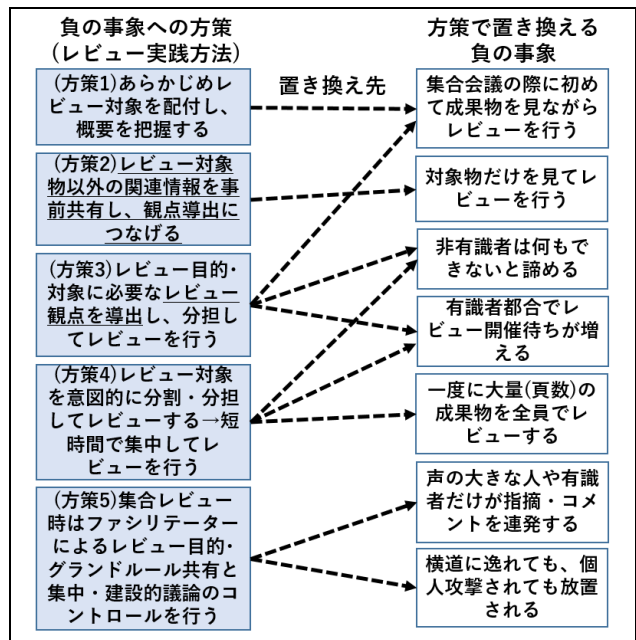 負の事象への方策
(レビュー実践方法)
(方策1)あらかじめレ
ビュー対象を配付し、
概要を把握する
(方策2)レビュー対象
物以外の関連情報を事
前共有し、観点導出に
つなげる
(方策3)レビュー目的・
対象に必要なレビュー
観点を導出し、分担し
てレビューを行う
(方策4)レビュー対象
を意図的に分割・分担
してレビューする→短
時間で集中してレ
ビューを行う
(方策5)集合レビュー
時はファシリテーター
によるレビュー目的・
グランドルール共有と
集中・建設的議論のコ
ントロールを行う
置き換え先
方策で置き換える
負の事象
集合会議の際に初め
て成果物を見ながら
レビューを行う
対象物だけを見てレ
ビューを行う
非有識者は何もで
きないと諦める
有識者都合でレ
ビュー開催待ちが増
える
一度に大量(頁数)の
成果物を全員でレ
ビューする
声の大きな人や有識
者だけが指摘・コメ
ントを連発する
横道に逸れても、個
人攻撃されても放置
される